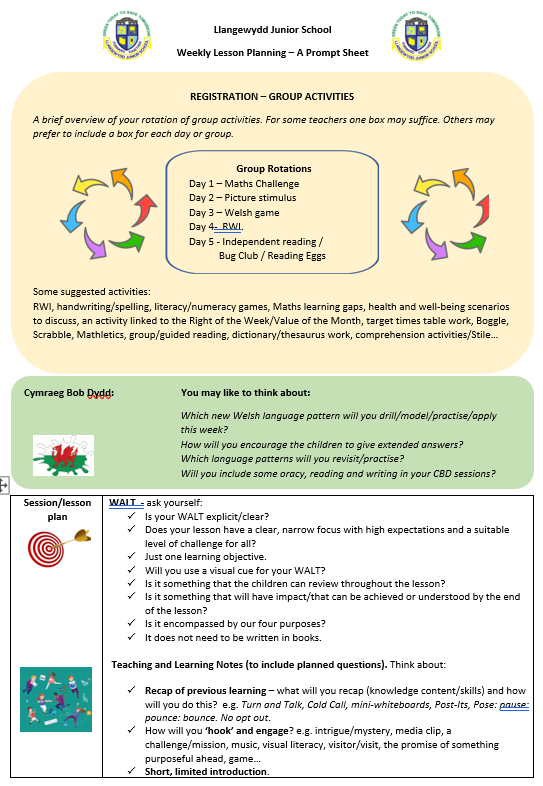 Llangewydd Junior School
Weekly Lesson Planning – A Prompt Sheet
REGISTRATION – GROUP ACTIVITIES
A brief overview of your rotation of group activities. For some teachers one box may suffice. Others may
prefer to include a box for each day or group.
Group Rotations
Day 1 – Maths Challenge
Day 2 – Picture stimulus
Day 3 – Welsh game
Day 4- RWI.
Day 5 - Independent reading /
Bug Club / Reading Eggs
Some suggested activities:
RWI, handwriting/spelling, literacy/numeracy games, Maths learning gaps, health and well-being scenarios
to discuss, an activity linked to the Right of the Week/Value of the Month, target times table work, Boggle,
Scrabble, Mathletics, group/guided reading, dictionary/thesaurus work, comprehension activities/Stile…
Cymraeg Bob Dydd:
You may like to think about:
Which new Welsh language pattern will you drill/model/practise/apply
this week?
How will you encourage the children to give extended answers?
Which language patterns will you revisit/practise?
Will you include some oracy, reading and writing in your CBD sessions?
Session/lesson
plan
WALT - ask yourself:
✓ Is your WALT explicit/clear?
✓ Does your lesson have a clear, narrow focus with high expectations and a suitable
level of challenge for all?
✓ Just one learning objective.
✓ Will you use a visual cue for your WALT?
✓ Is it something that the children can review throughout the lesson?
✓ Is it something that will have impact/that can be achieved or understood by the end
of the lesson?
✓ Is it encompassed by our four purposes?
✓ It does not need to be written in books.
Teaching and Learning Notes (to include planned questions). Think about:
✓ Recap of previous learning – what will you recap (knowledge content/skills) and how
will you do this? e.g. Turn and Talk, Cold Call, mini-whiteboards, Post-Its, Pose: pause:
pounce: bounce. No opt out.
✓ How will you ‘hook’ and engage? e.g. intrigue/mystery, media clip, a
challenge/mission, music, visual literacy, visitor/visit, the promise of something
purposeful ahead, game…
✓ Short, limited introduction.